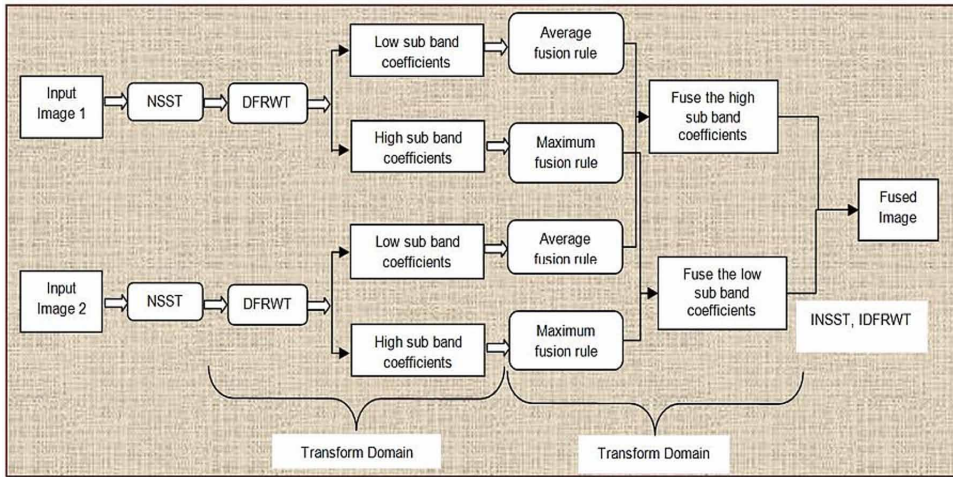 Input
Image 1
NSST
DFRWT
Low sub band
coefficients
Average
fusion rule
High sub band
coefficients
Maximum
fusion rule
Fuse the high
sub band
coefficients
Input
Image 2
NSST
DFRWT
Low sub band
coefficients
Average
fusion rule
High sub band
coefficients
Maximum
fusion rule
Fuse the low
sub band
coefficients
Fused
Image
INSST, IDFRWT
Transform Domain
Transform Domain